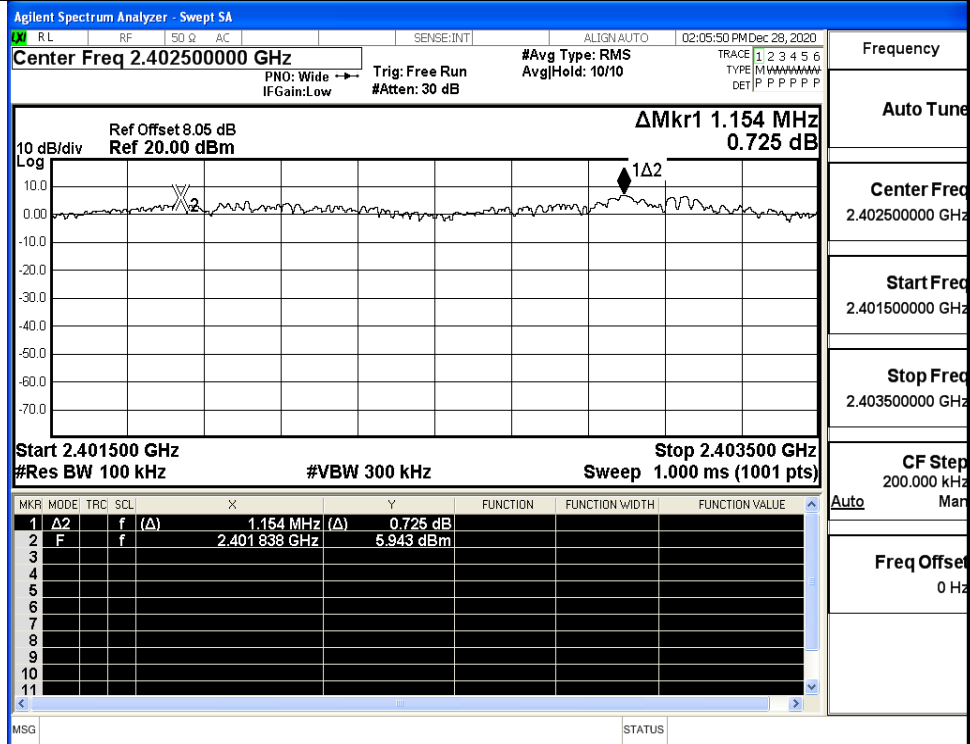 Agilent Spectrum Analyzer - Swept SA
LXI RL RF 50 Ω AC SENSE:INT ALIGN AUTO 02:05:50 PM Dec 28, 2020
Center Freq 2.402500000 GHz
PNO: Wide Trig: Free Run
IFGain:Low #Atten: 30 dB
#Avg Type: RMS
Avg|Hold: 10/10
TRACE 1 2 3 4 5 6
TYPE M WWWWW
DET P P P P P P
ΔMkr1 1.154 MHz
0.725 dB
Ref Offset 8.05 dB
10 dB/div Ref 20.00 dBm
Log
1Δ2
2
10.0
0.00
-10.0
-20.0
-30.0
-40.0
-50.0
-60.0
-70.0
Start 2.401500 GHz Stop 2.403500 GHz
#Res BW 100 kHz #VBW 300 kHz Sweep 1.000 ms (1001 pts)
MKR MODE TRC SCL X Y FUNCTION FUNCTION WIDTH FUNCTION VALUE
1 Δ2 f (Δ) 1.154 MHz (Δ) 0.725 dB
2 F f 2.401 838 GHz 5.943 dBm
3
4
5
6
7
8
9
10
11
MSG STATUS
Frequency
Auto Tune
Center Freq
2.402500000 GHz
Start Freq
2.401500000 GHz
Stop Freq
2.403500000 GHz
CF Step
200.000 kHz
Auto Man
Freq Offset
0 Hz